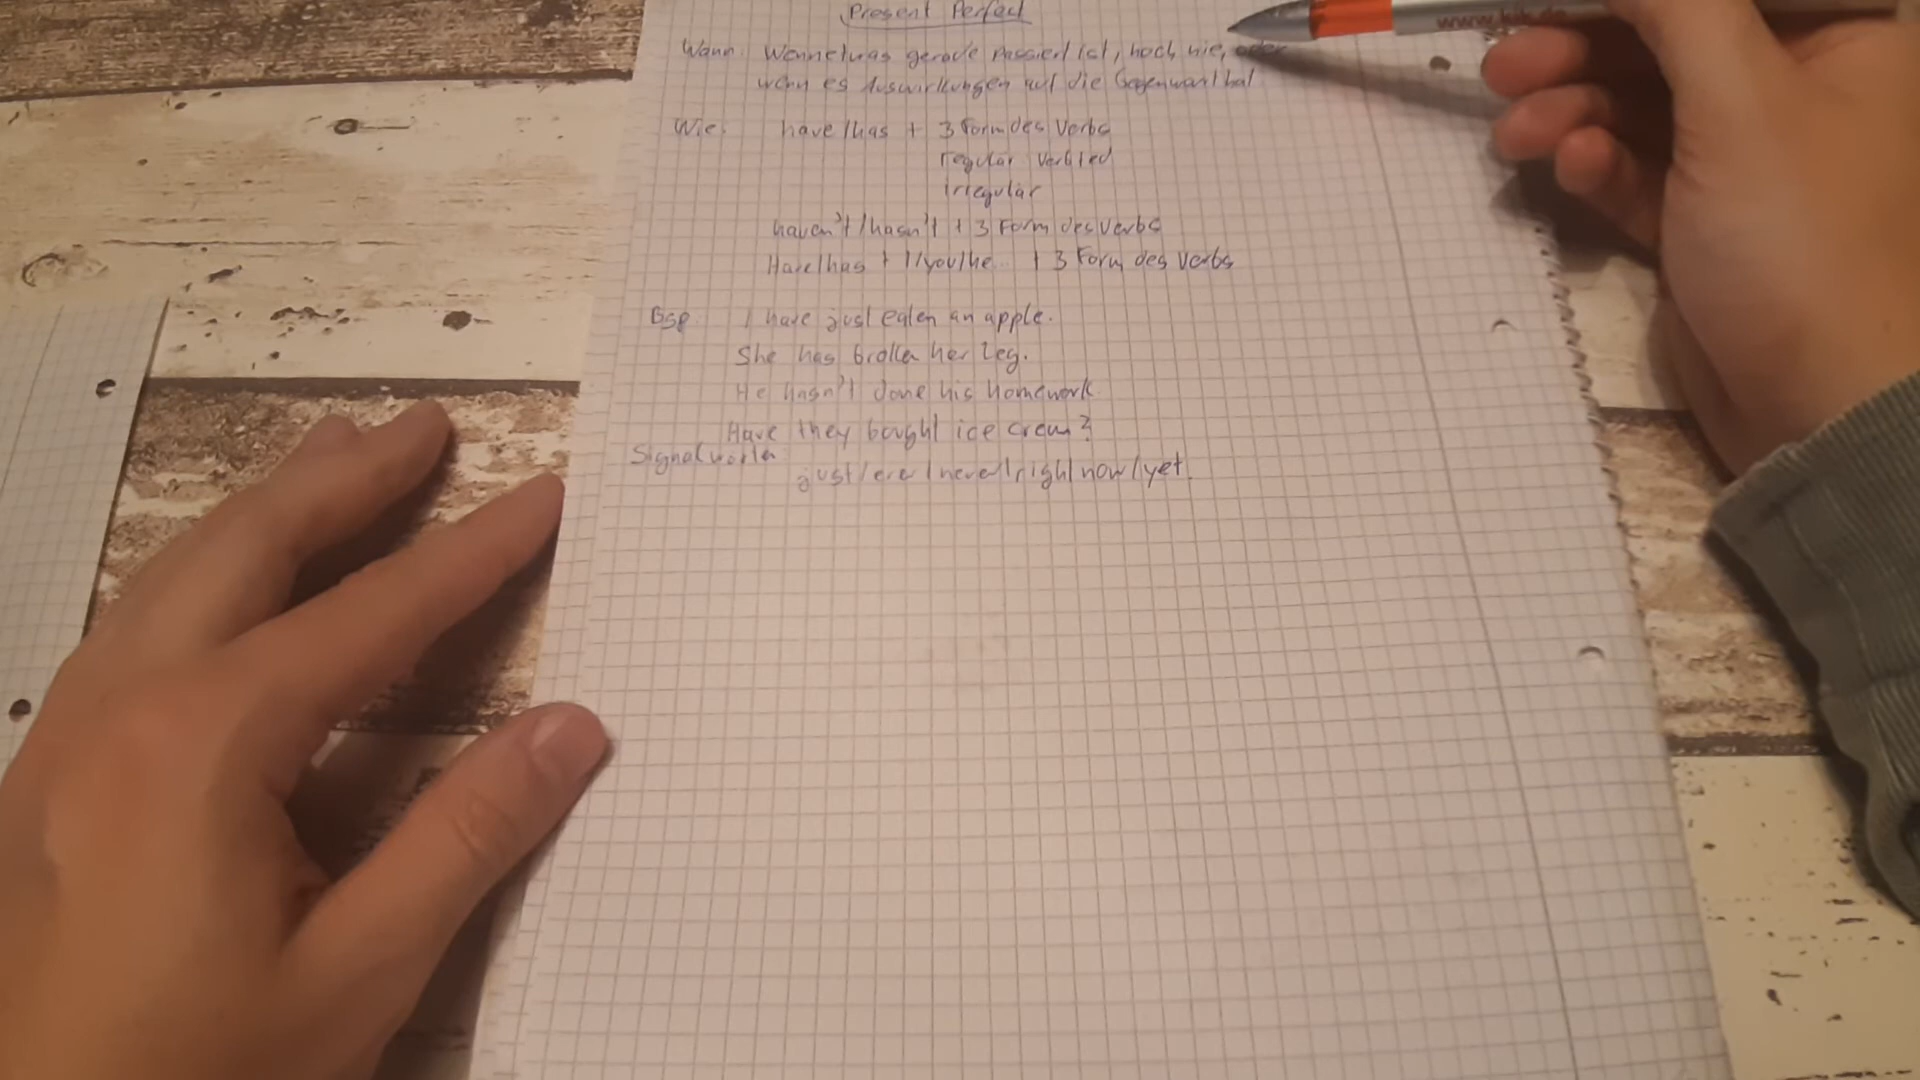 Present Perfect
Wann: Wenn etwas gerade passiert ist, noch nie, oder
wenn es Auswirkungen auf die Gegenwart hat
Wie: have/has + 3 Form des Verbs
regular Verb+ed
irregular
haven't/hasn't + 3 Form des Verbs
Have/has + I/you/he... + 3 Form des Verbs
Bsp. I have just eaten an apple.
She has broken her Leg.
He hasn't done his Homework.
Have they bought ice cream?
Signalwörter
just/ever/never/right now/yet.